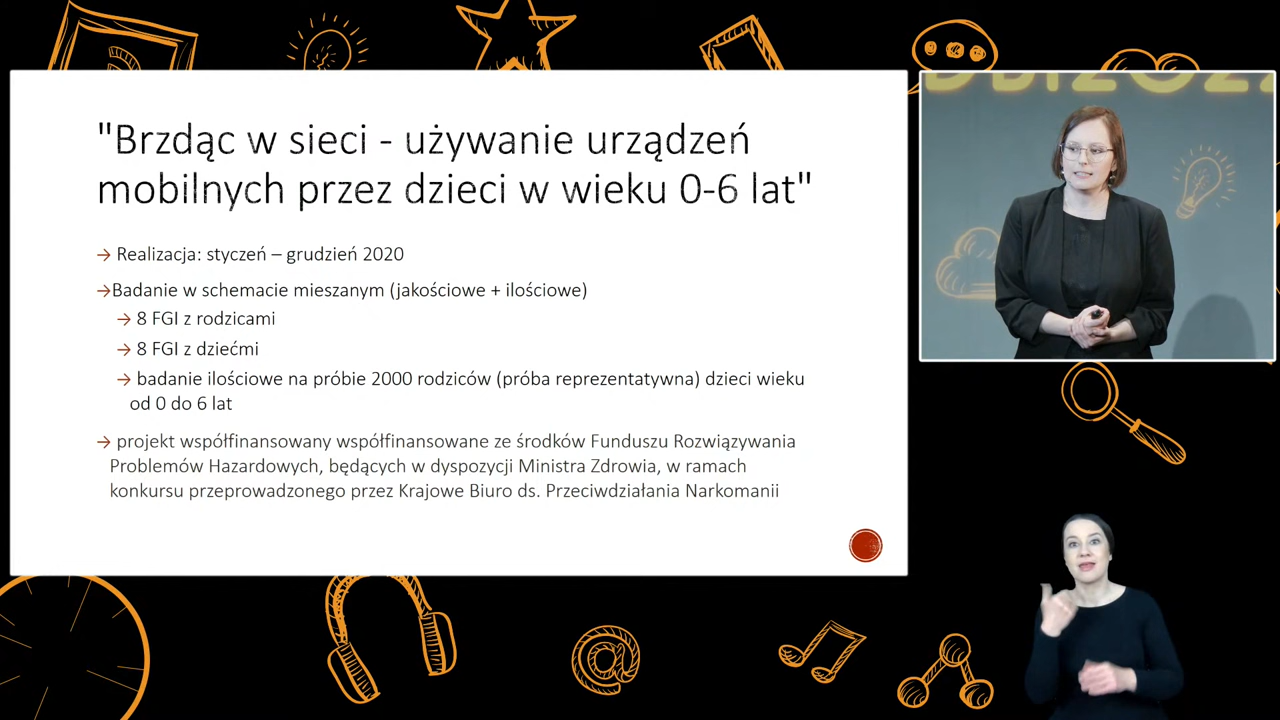 "Brzdąc w sieci - używanie urządzeń
mobilnych przez dzieci w wieku 0-6 lat"
→ Realizacja: styczeń – grudzień 2020
→Badanie w schemacie mieszanym (jakościowe + ilościowe)
→ 8 FGI z rodzicami
→ 8 FGI z dziećmi
→ badanie ilościowe na próbie 2000 rodziców (próba reprezentatywna) dzieci wieku
od 0 do 6 lat
→ projekt współfinansowany współfinansowane ze środków Funduszu Rozwiązywania
Problemów Hazardowych, będących w dyspozycji Ministra Zdrowia, w ramach
konkursu przeprowadzonego przez Krajowe Biuro ds. Przeciwdziałania Narkomanii
DBI2022